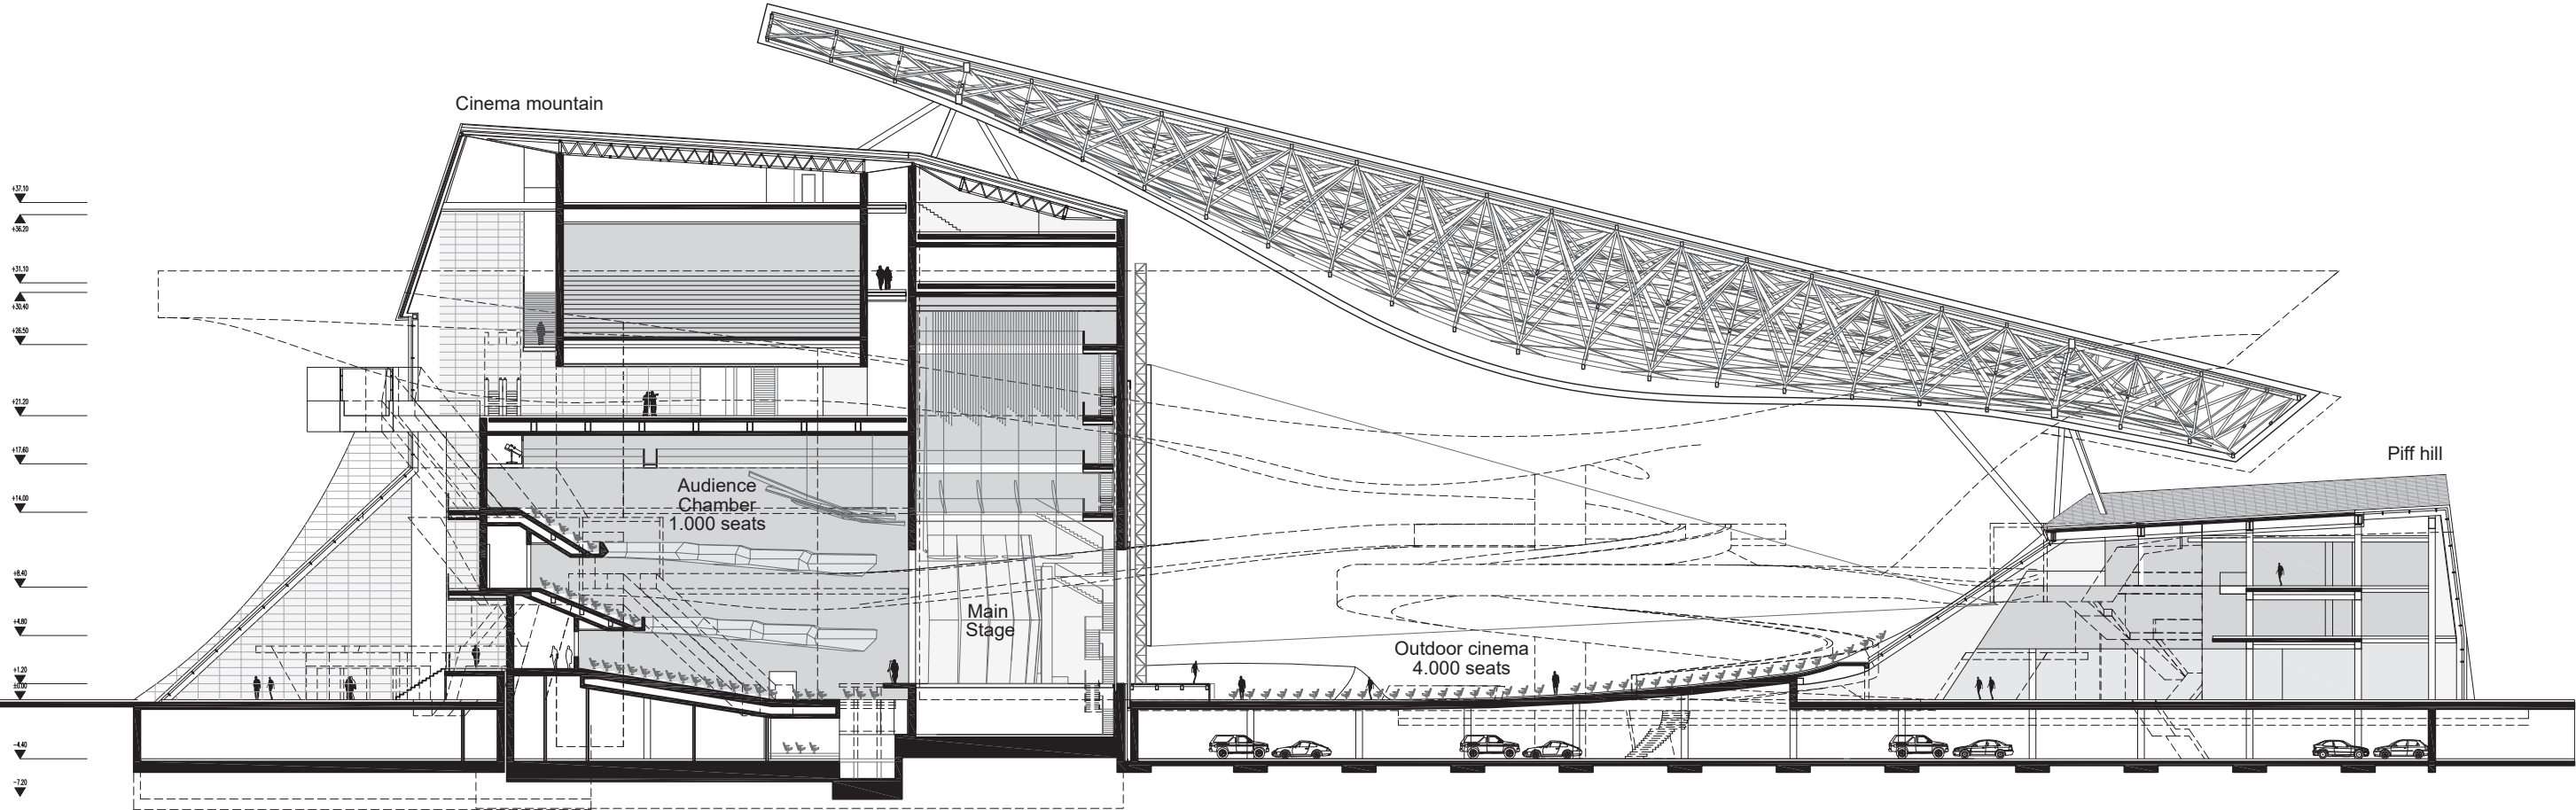 Cinema mountain
+37.10
+36.20
+31.10
+30.40
+26.50
+21.20
+17.60
Piff hill
Audience
Chamber
1.000 seats
+14.00
+8.40
Main
Stage
+4.80
Outdoor cinema
4.000 seats
+1.20
±0.00
-4.40
-7.20